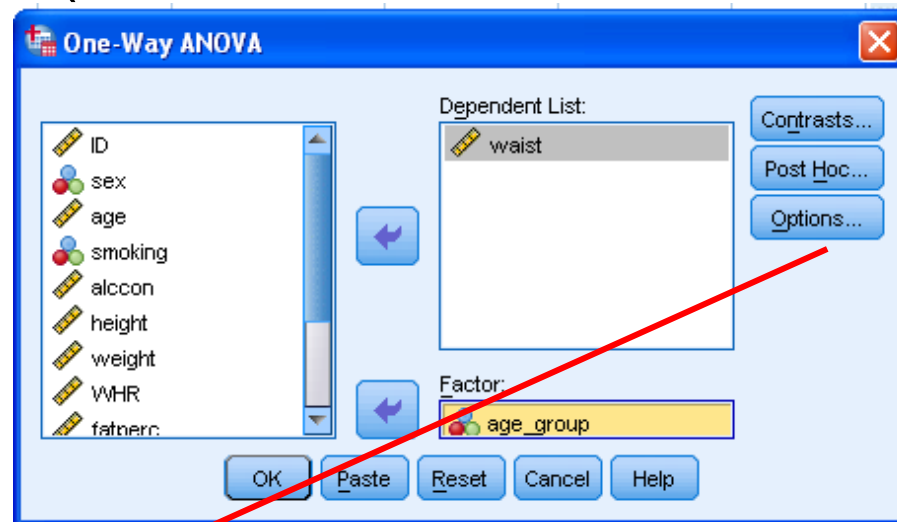 One-Way ANOVA
ID
sex
age
smoking
alccon
height
weight
WHR
fatperc
Dependent List:
waist
Factor:
age_group
Contrasts...
Post Hoc...
Options...
OK
Paste
Reset
Cancel
Help